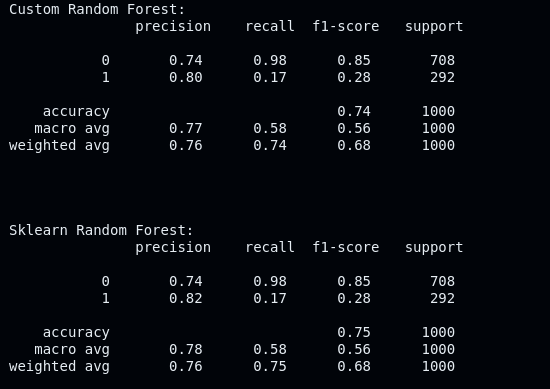 Custom Random Forest:
precision recall f1-score support
0 0.74 0.98 0.85 708
1 0.80 0.17 0.28 292
accuracy 0.74 1000
macro avg 0.77 0.58 0.56 1000
weighted avg 0.76 0.74 0.68 1000
Sklearn Random Forest:
precision recall f1-score support
0 0.74 0.98 0.85 708
1 0.82 0.17 0.28 292
accuracy 0.75 1000
macro avg 0.78 0.58 0.56 1000
weighted avg 0.76 0.75 0.68 1000